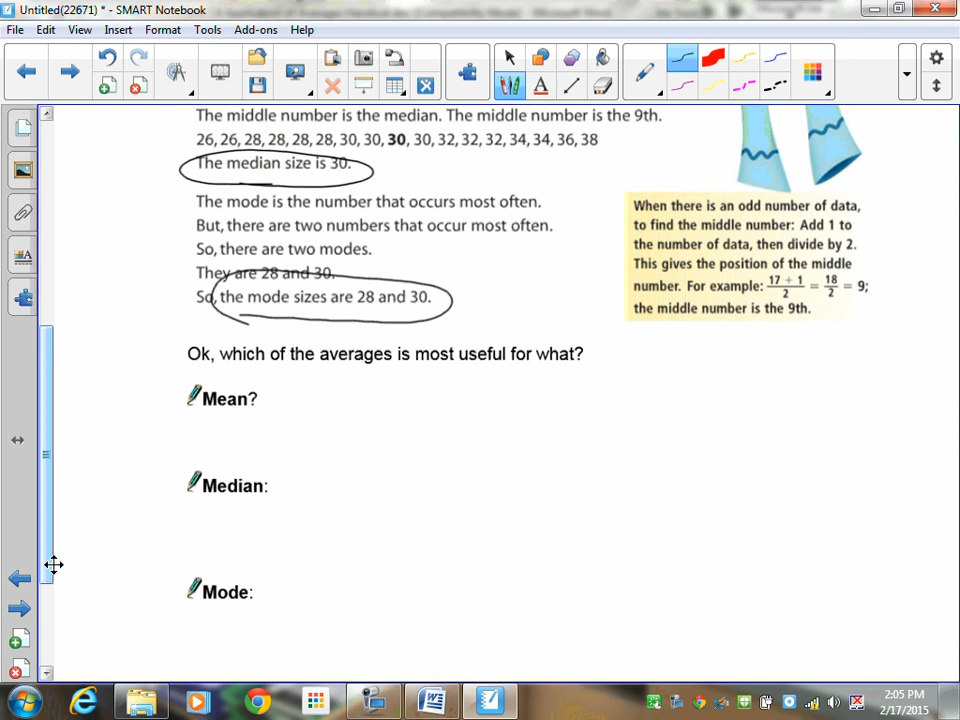 Untitled(22671) * - SMART Notebook
File Edit View Insert Format Tools Add-ons Help
The middle number is the median. The middle number is the 9th.
26, 26, 28, 28, 28, 28, 30, 30, 30, 30, 32, 32, 32, 34, 34, 36, 38
The median size is 30.
The mode is the number that occurs most often.
But, there are two numbers that occur most often.
So, there are two modes.
They are 28 and 30.
So, the mode sizes are 28 and 30.
When there is an odd number of data,
to find the middle number: Add 1 to
the number of data, then divide by 2.
This gives the position of the middle
number. For example: 17 + 1 / 2 = 18 / 2 = 9;
the middle number is the 9th.
Ok, which of the averages is most useful for what?
Mean?
Median:
Mode:
2:05 PM
2/17/2015